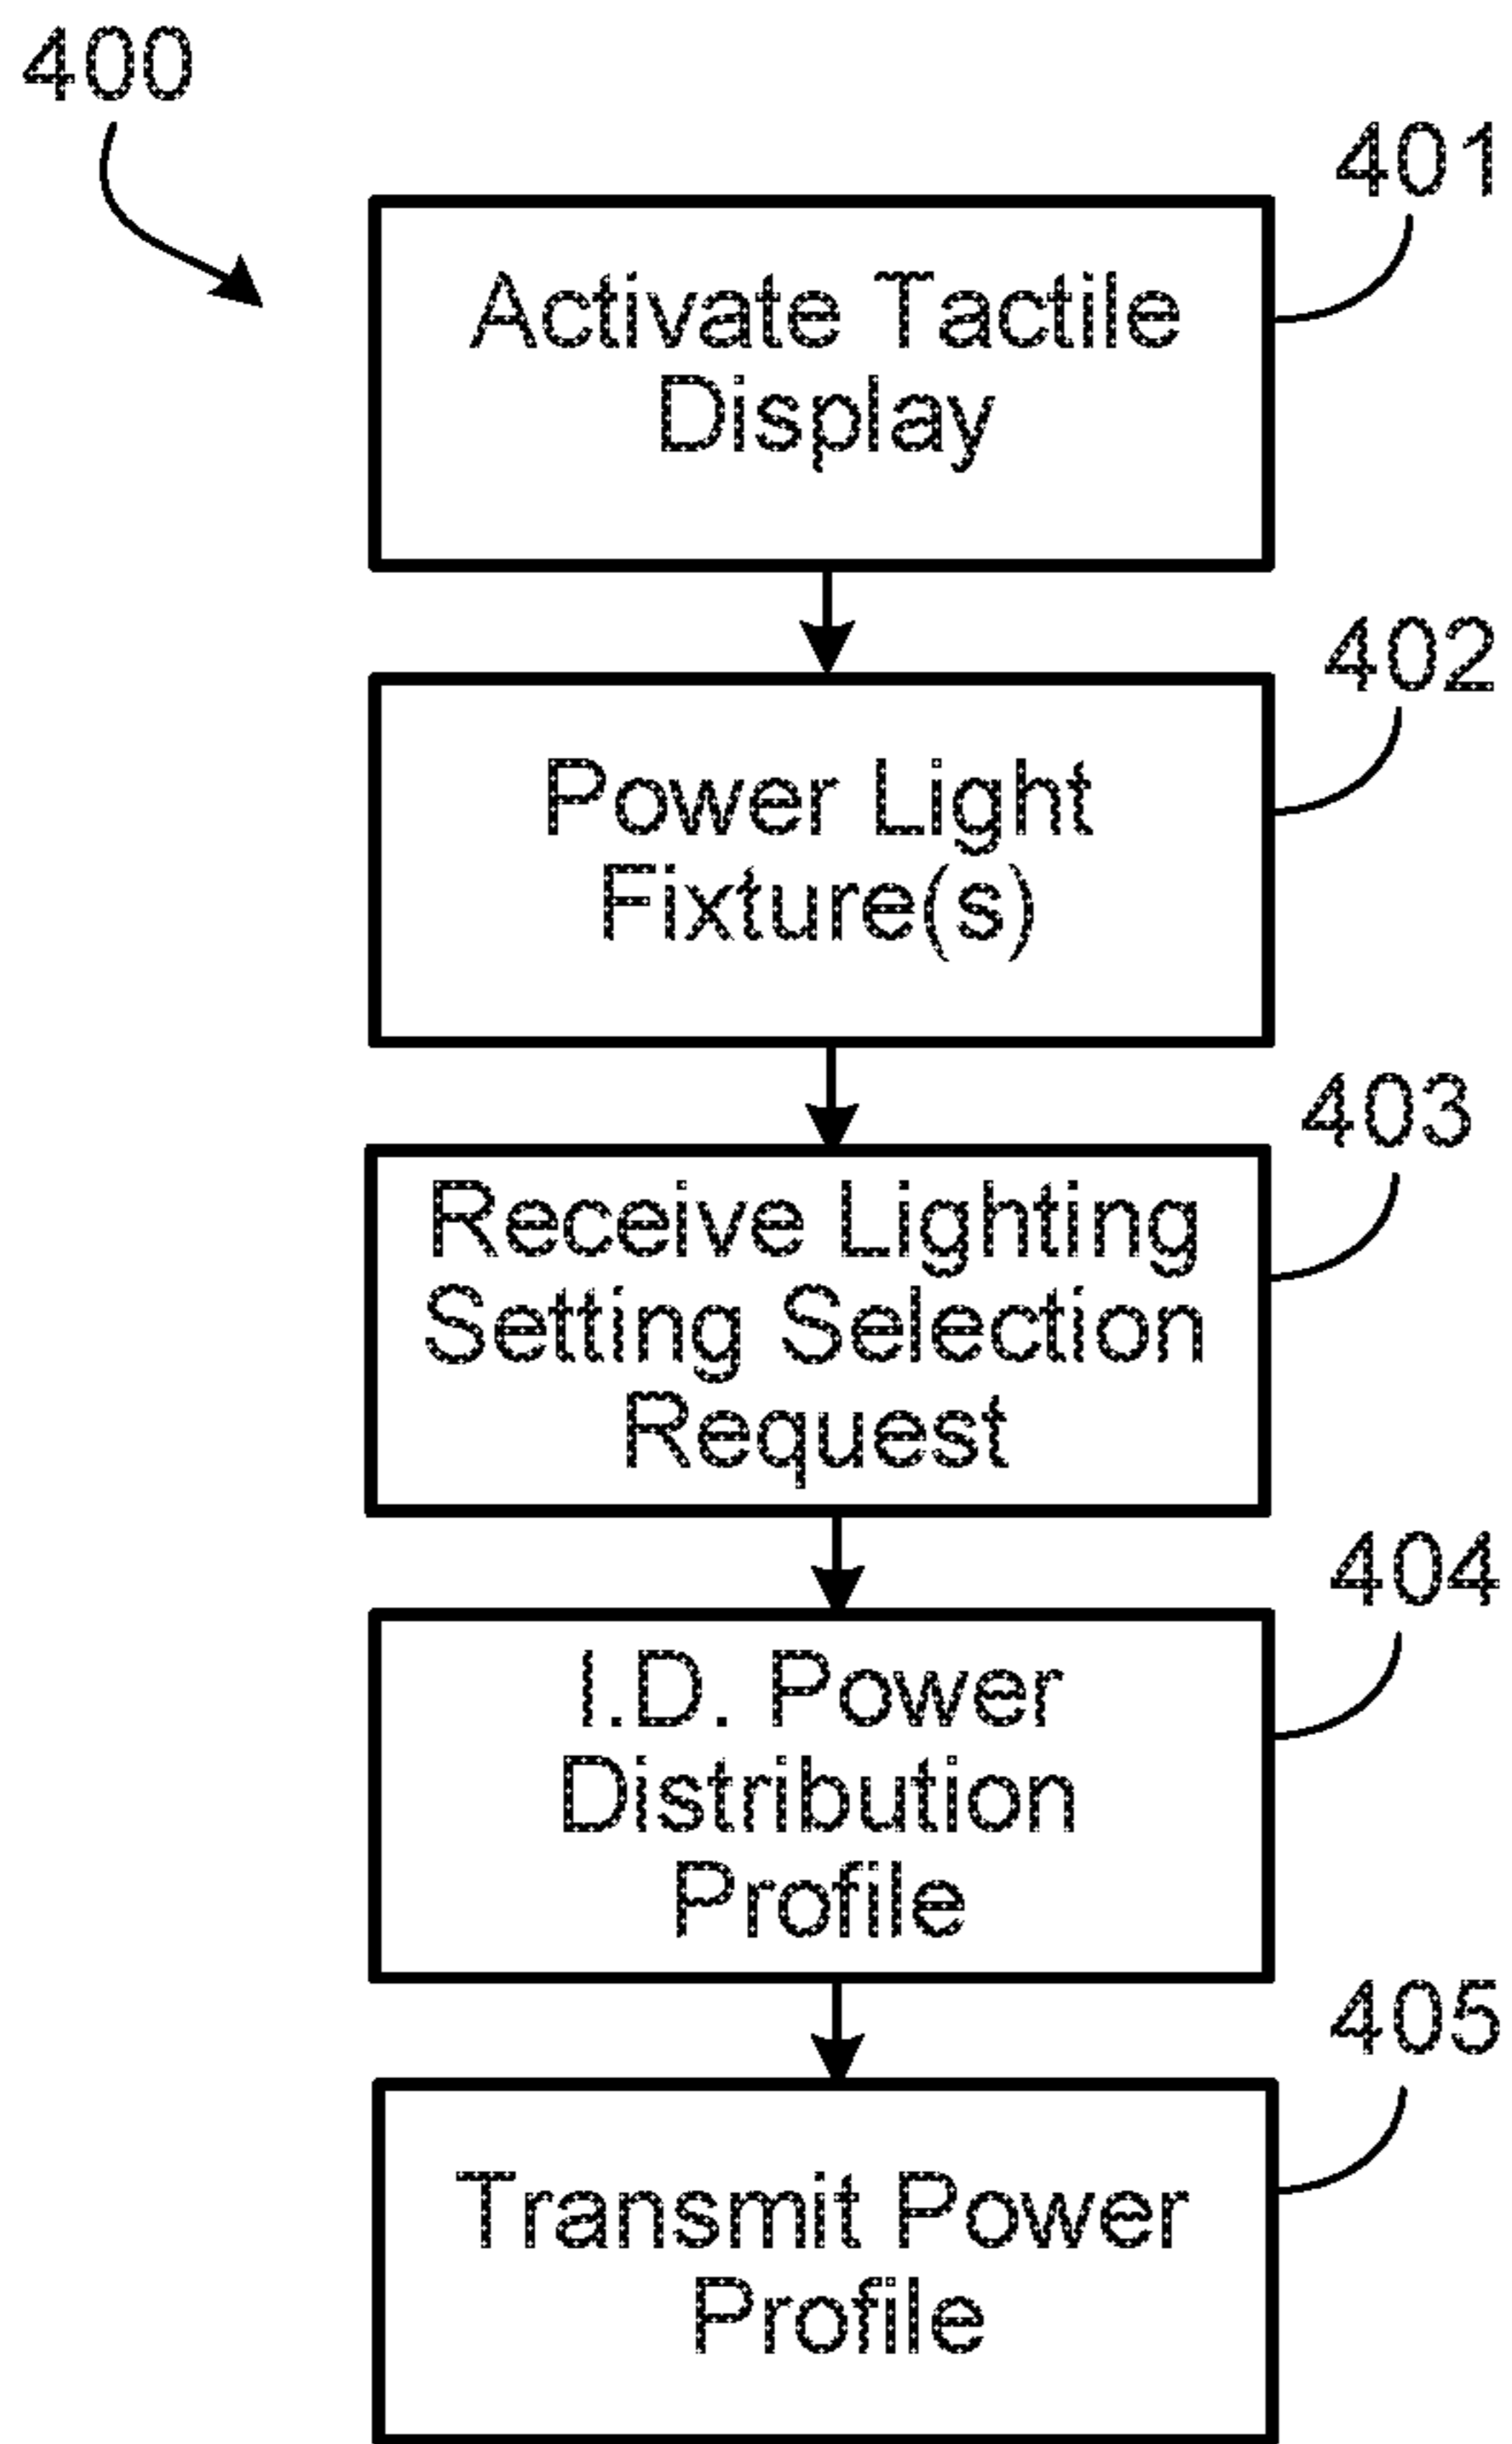 400
401
Activate Tactile
Display
402
Power Light
Fixture(s)
403
Receive Lighting
Setting Selection
Request
404
I.D. Power
Distribution
Profile
405
Transmit Power
Profile